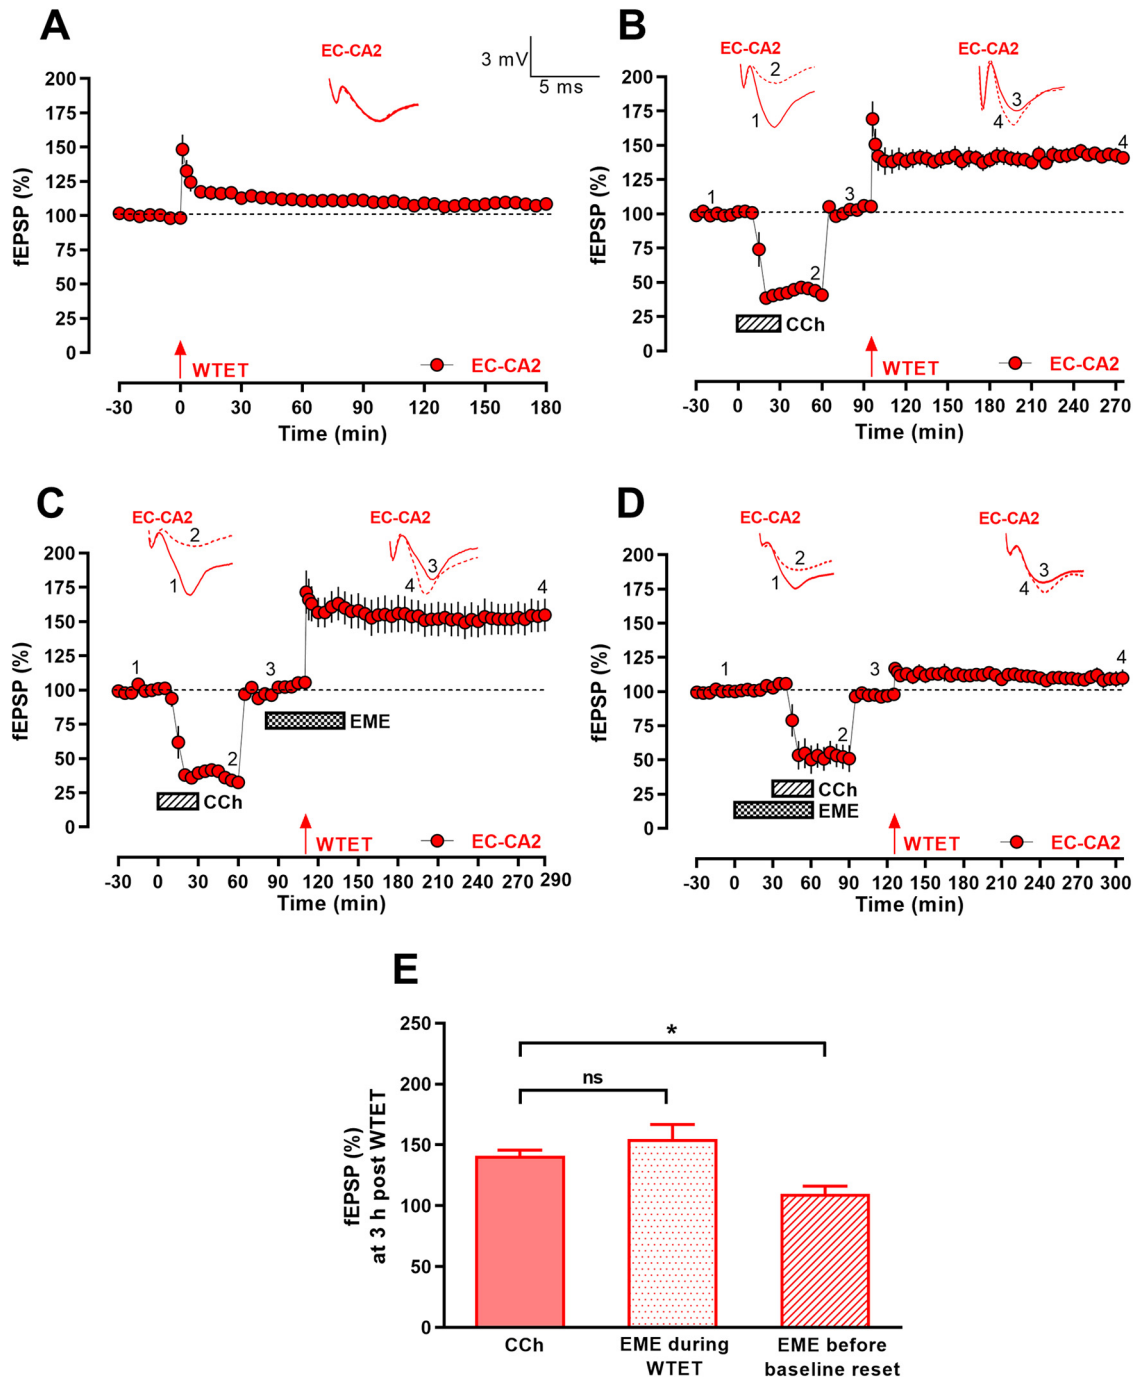 A
EC-CA2
3 mV
5 ms
fEPSP (%)
200
175
150
125
100
75
50
25
0
WTET
EC-CA2
-30 0 30 60 90 120 150 180
Time (min)
B
EC-CA2
2
1
EC-CA2
3
4
fEPSP (%)
200
175
150
125
100
75
50
25
0
1
2
3
4
CCh
WTET
EC-CA2
-30 0 30 60 90 120 150 180 210 240 270
Time (min)
C
EC-CA2
2
1
EC-CA2
3
4
fEPSP (%)
200
175
150
125
100
75
50
25
0
1
2
3
4
EME
CCh
WTET
EC-CA2
-30 0 30 60 90 120 150 180 210 240 270 290
Time (min)
D
EC-CA2
2
1
EC-CA2
3
4
fEPSP (%)
200
175
150
125
100
75
50
25
0
1
2
3
4
CCh
EME
WTET
EC-CA2
-30 0 30 60 90 120 150 180 210 240 270 300
Time (min)
E
fEPSP (%)
at 3 h post WTET
250
200
150
100
50
0
*
ns
CCh
EME during
WTET
EME before
baseline reset